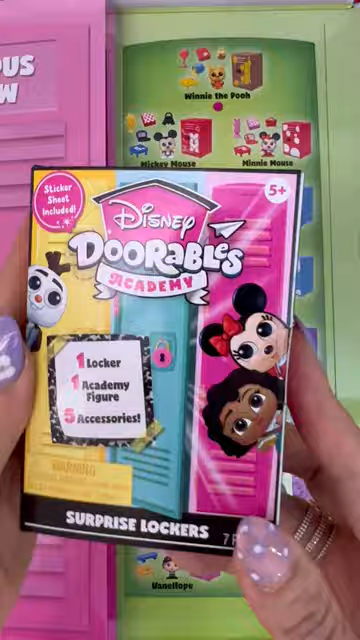 OUS
W
Winnie the Pooh
Mickey Mouse
Minnie Mouse
Sticker
Sheet
Included!
5+
Disney
Doorables
ACADEMY
1 Locker
1 Academy
Figure
5 Accessories!
WARNING
SURPRISE LOCKERS
7
Vanellope